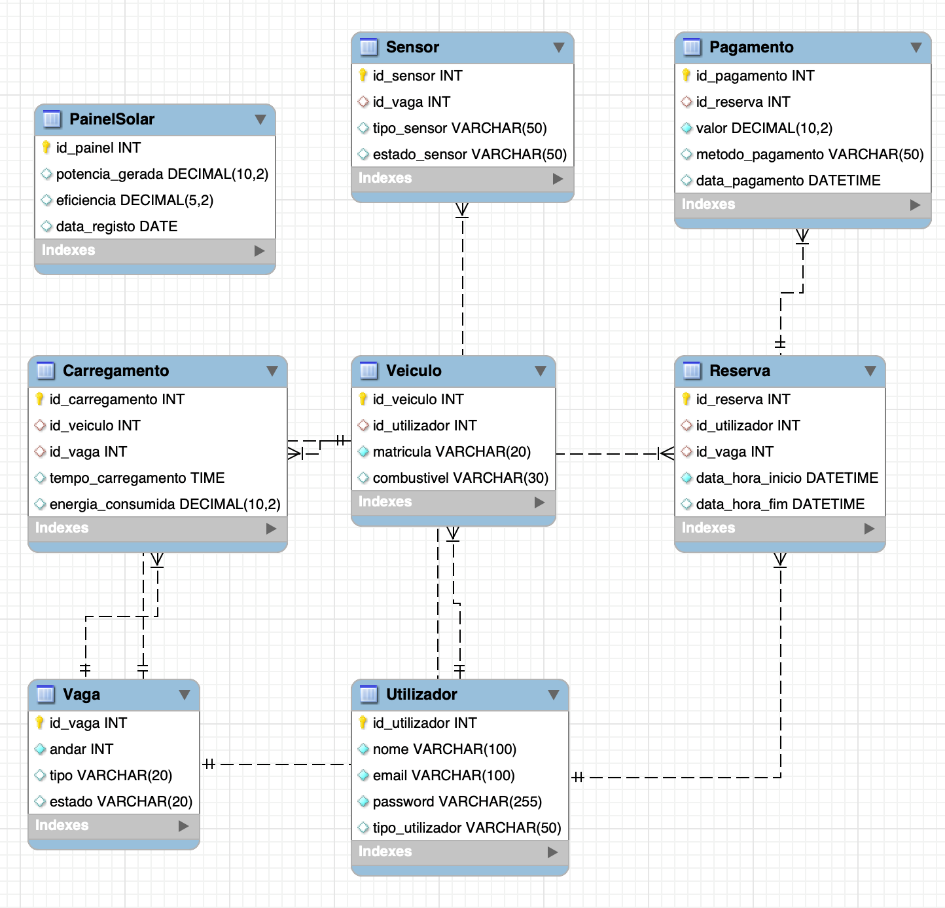 Sensor
id_sensor INT
id_vaga INT
tipo_sensor VARCHAR(50)
estado_sensor VARCHAR(50)
Indexes
Pagamento
id_pagamento INT
id_reserva INT
valor DECIMAL(10,2)
metodo_pagamento VARCHAR(50)
data_pagamento DATETIME
Indexes
PainelSolar
id_painel INT
potencia_gerada DECIMAL(10,2)
eficiencia DECIMAL(5,2)
data_registo DATE
Indexes
Carregamento
id_carregamento INT
id_veiculo INT
id_vaga INT
tempo_carregamento TIME
energia_consumida DECIMAL(10,2)
Indexes
Veiculo
id_veiculo INT
id_utilizador INT
matricula VARCHAR(20)
combustivel VARCHAR(30)
Indexes
Reserva
id_reserva INT
id_utilizador INT
id_vaga INT
data_hora_inicio DATETIME
data_hora_fim DATETIME
Indexes
Vaga
id_vaga INT
andar INT
tipo VARCHAR(20)
estado VARCHAR(20)
Indexes
Utilizador
id_utilizador INT
nome VARCHAR(100)
email VARCHAR(100)
password VARCHAR(255)
tipo_utilizador VARCHAR(50)
Indexes